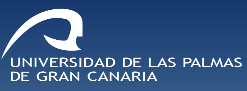 UNIVERSIDAD DE LAS PALMAS
DE GRAN CANARIA